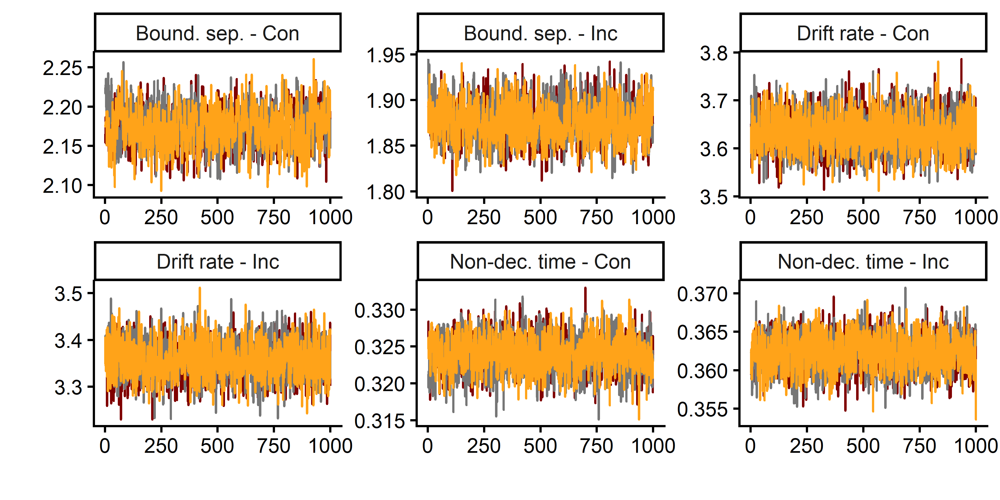 Bound. sep. - Con
Bound. sep. - Inc
Drift rate - Con
2.25
2.20
2.15
2.10
0 250 500 750 1000
1.95
1.90
1.85
1.80
0 250 500 750 1000
3.8
3.7
3.6
3.5
0 250 500 750 1000
Drift rate - Inc
Non-dec. time - Con
Non-dec. time - Inc
3.5
3.4
3.3
0 250 500 750 1000
0.330
0.325
0.320
0.315
0 250 500 750 1000
0.370
0.365
0.360
0.355
0 250 500 750 1000